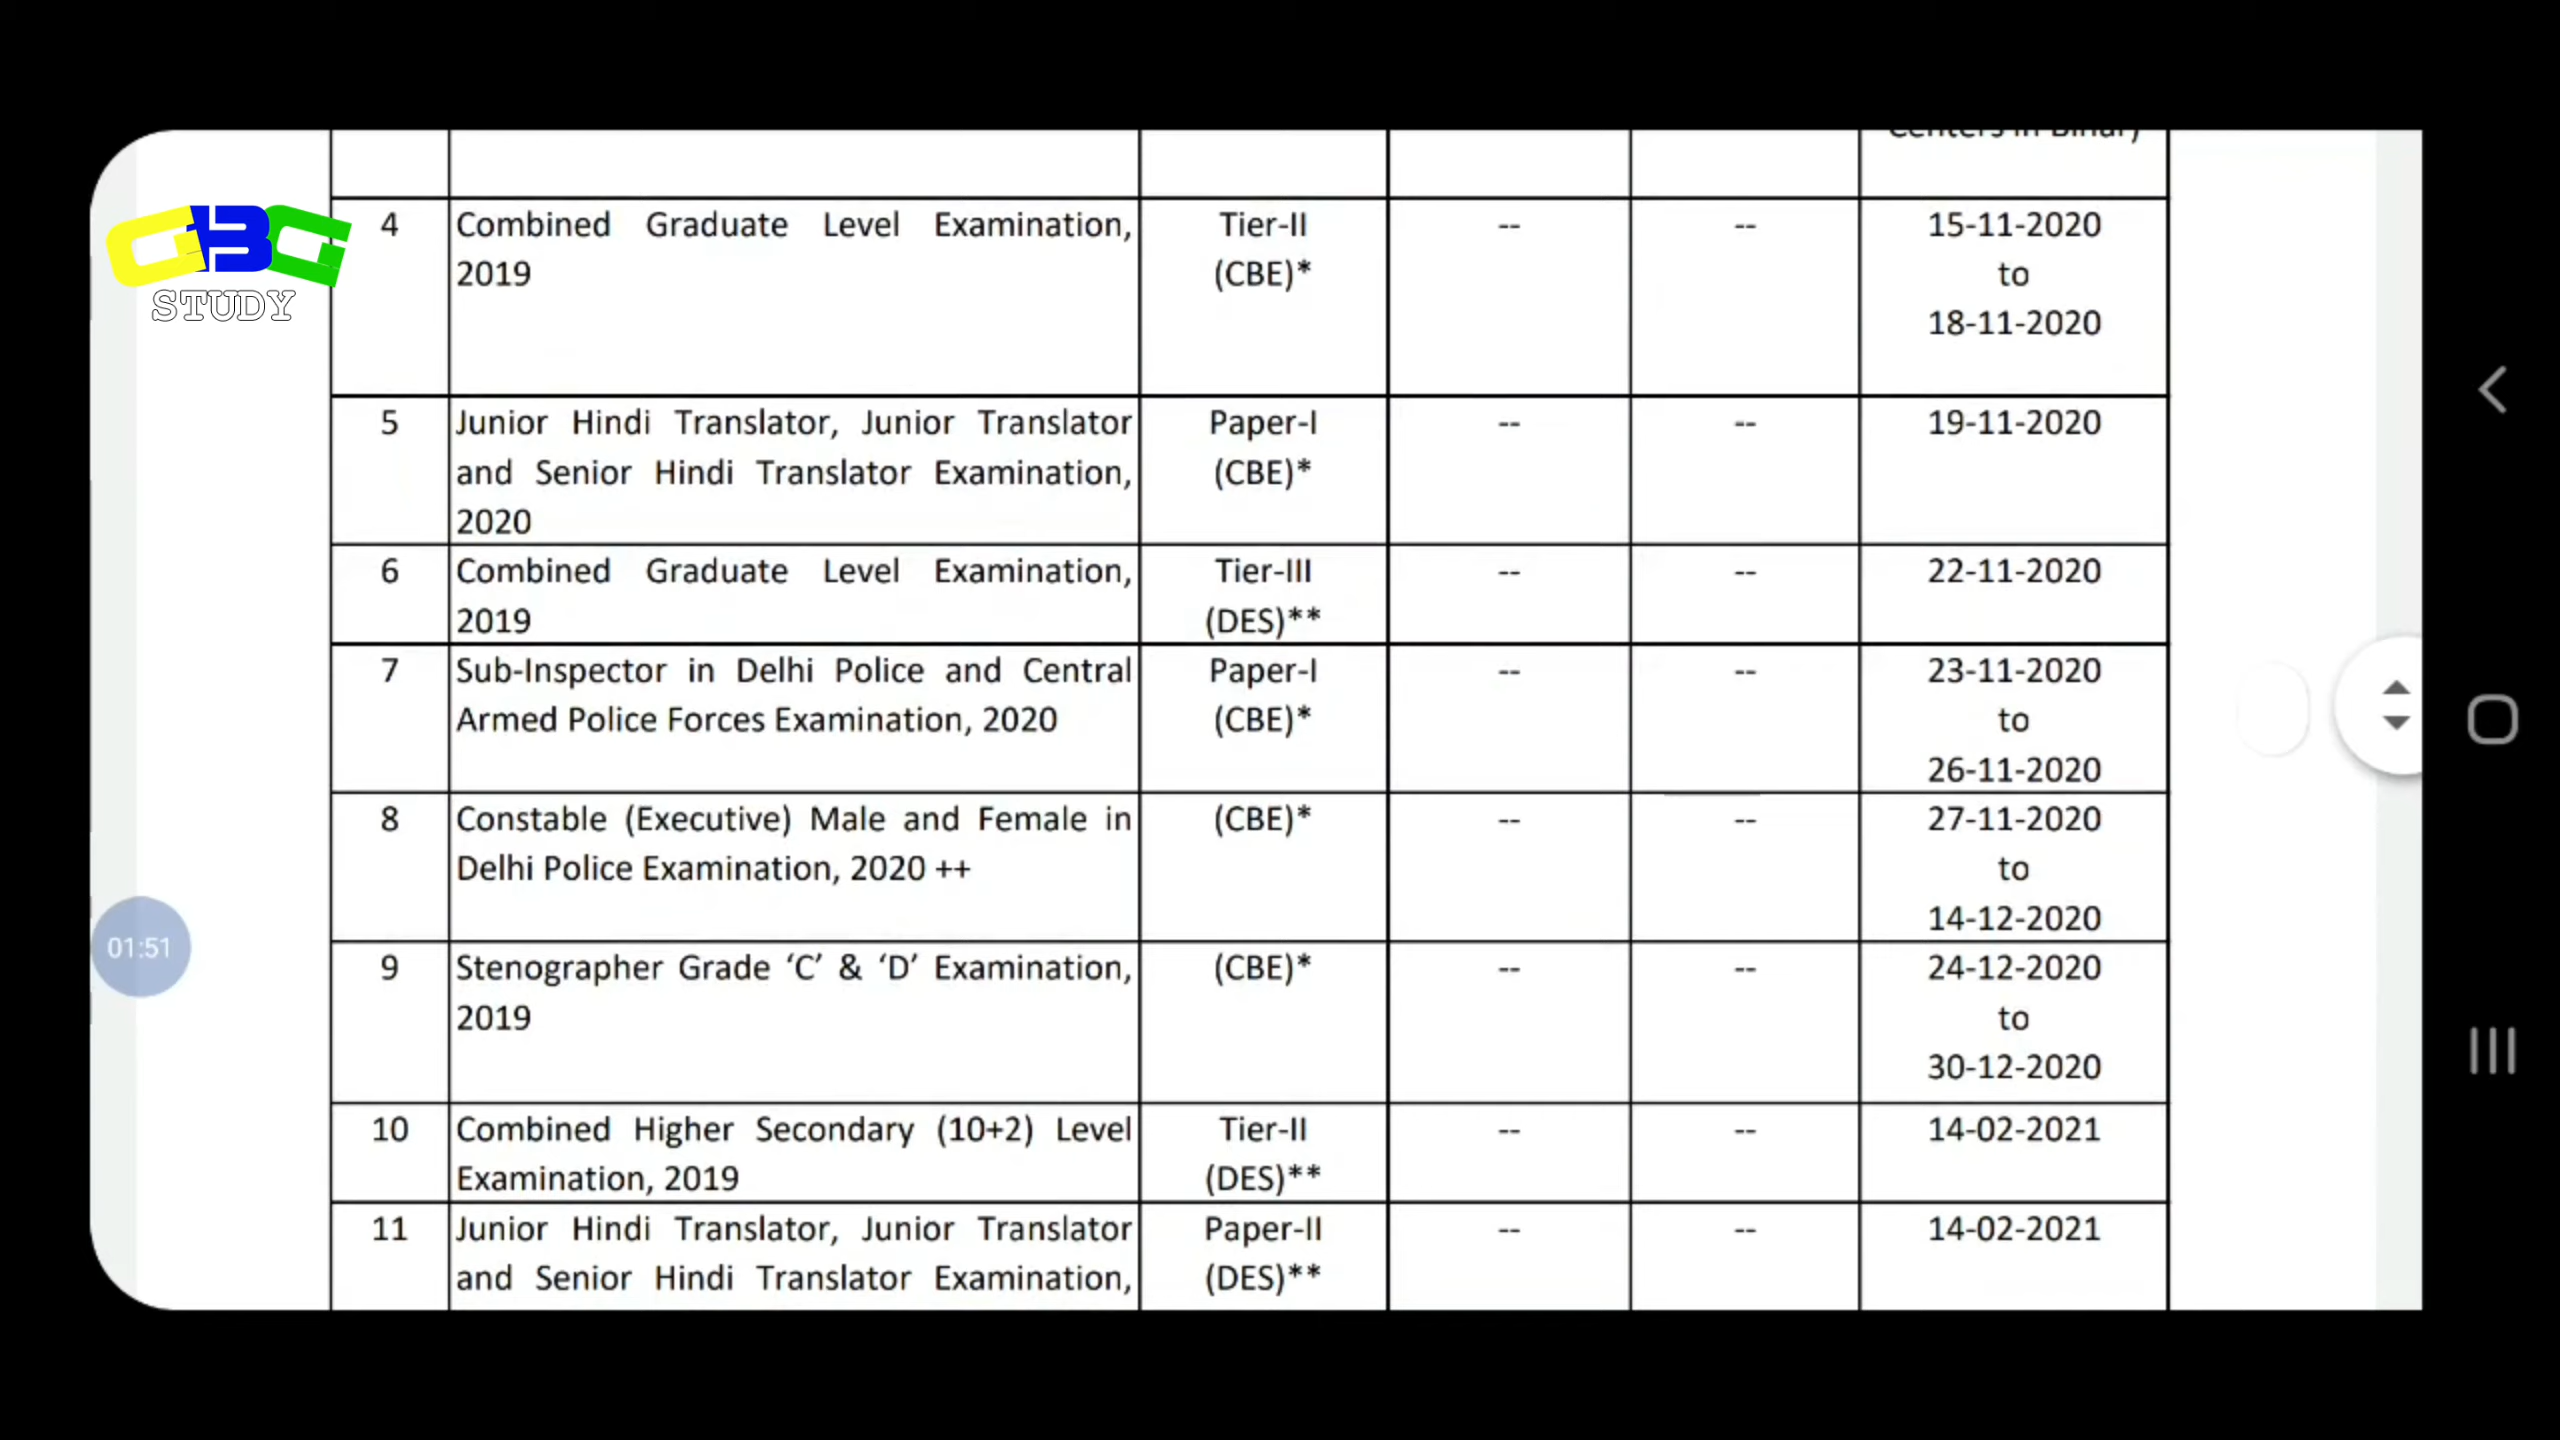 Centers in Bihar)
4 Combined Graduate Level Examination, Tier-II -- -- 15-11-2020
2019 (CBE)* to
18-11-2020
CBC
STUDY
5 Junior Hindi Translator, Junior Translator Paper-I -- -- 19-11-2020
and Senior Hindi Translator Examination, (CBE)*
2020
6 Combined Graduate Level Examination, Tier-III -- -- 22-11-2020
2019 (DES)**
7 Sub-Inspector in Delhi Police and Central Paper-I -- -- 23-11-2020
Armed Police Forces Examination, 2020 (CBE)* to
26-11-2020
8 Constable (Executive) Male and Female in (CBE)* -- -- 27-11-2020
Delhi Police Examination, 2020 ++ to
14-12-2020
01:51
9 Stenographer Grade ‘C’ & ‘D’ Examination, (CBE)* -- -- 24-12-2020
2019 to
30-12-2020
10 Combined Higher Secondary (10+2) Level Tier-II -- -- 14-02-2021
Examination, 2019 (DES)**
11 Junior Hindi Translator, Junior Translator Paper-II -- -- 14-02-2021
and Senior Hindi Translator Examination, (DES)**